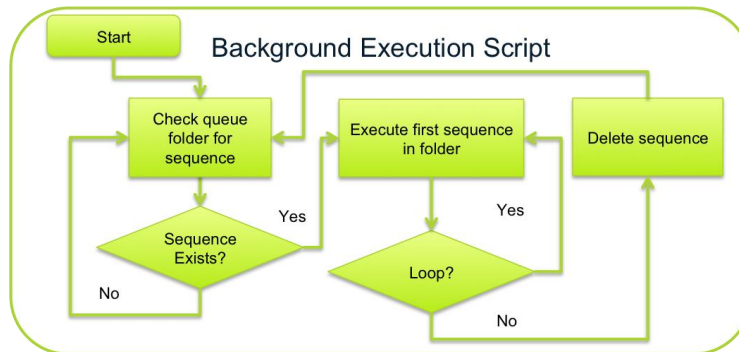 Start
Background Execution Script
Check queue
folder for
sequence
Execute first sequence
in folder
Delete sequence
Yes
Yes
Sequence
Exists?
Loop?
No
No